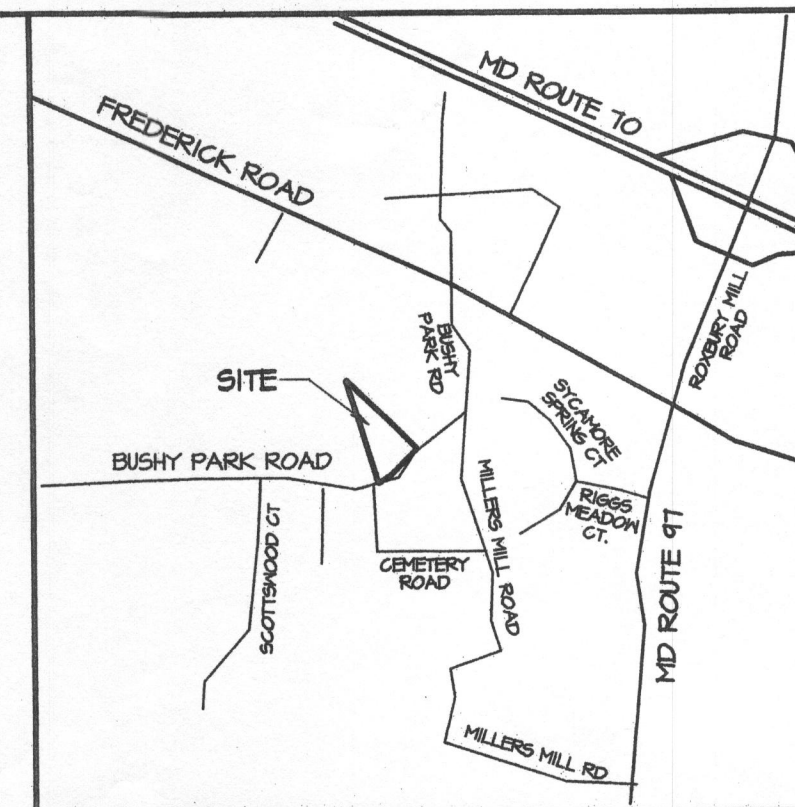 MD ROUTE 70
FREDERICK ROAD
ROXBURY MILL
ROAD
BUSHY
PARK RD
SITE
SYCAMORE
SPRING CT
BUSHY PARK ROAD
MILLERS MILL ROAD
RIGGS
MEADOW
CT.
SCOTTSWOOD CT
CEMETERY
ROAD
MD ROUTE 97
MILLERS MILL RD